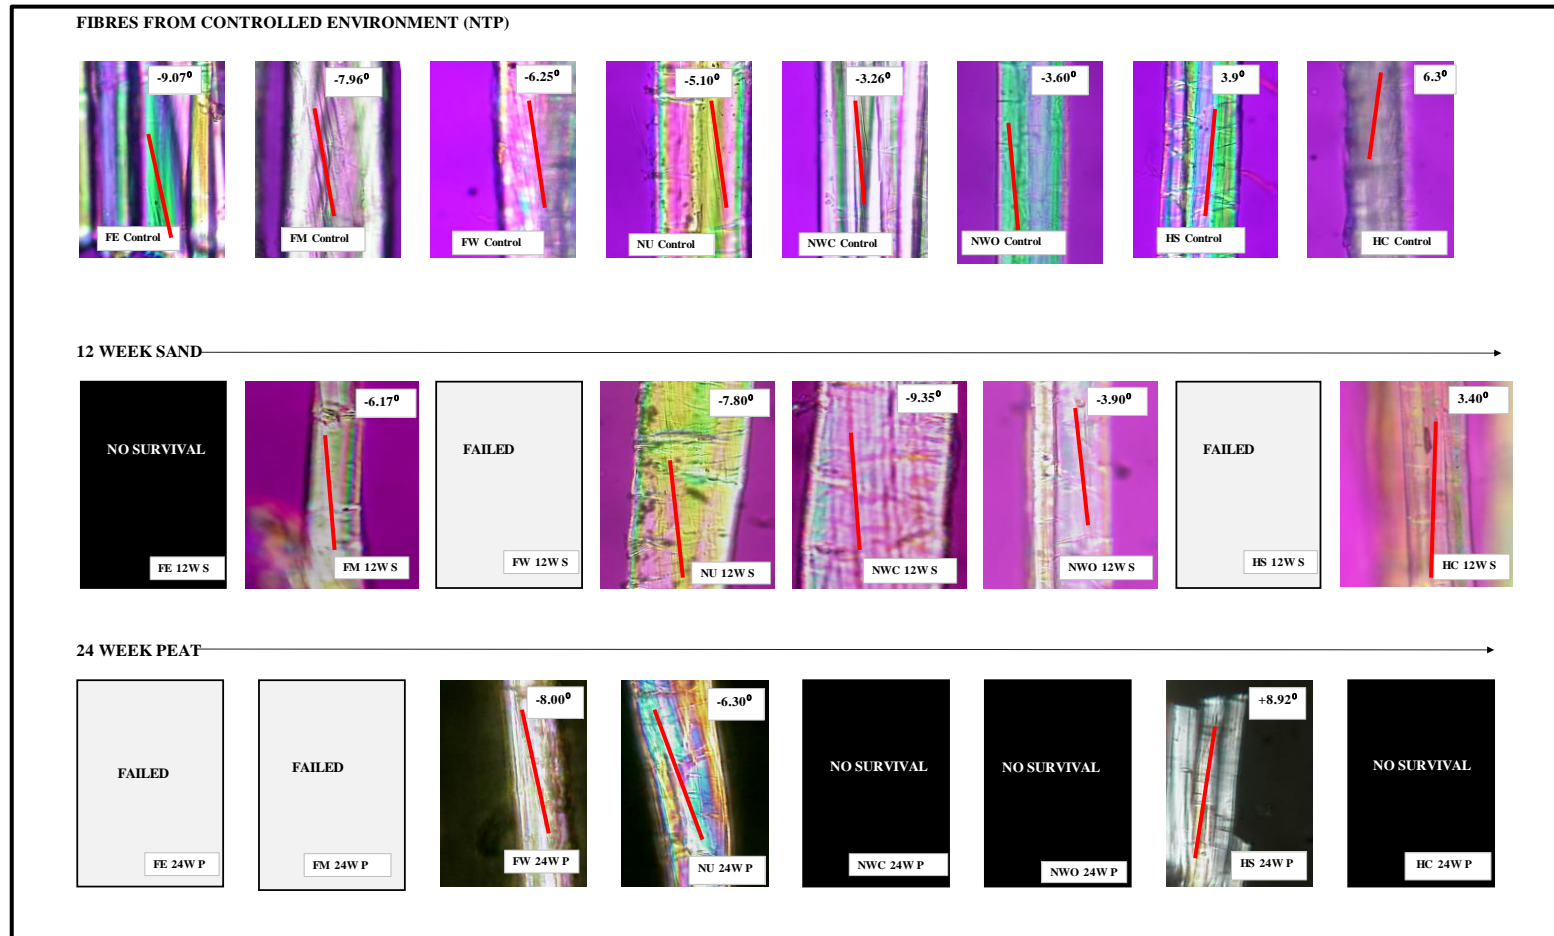 FIBRES FROM CONTROLLED ENVIRONMENT (NTP)
-9.07⁰
FE Control
-7.96⁰
FM Control
-6.25⁰
FW Control
-5.10⁰
NU Control
-3.26⁰
NWC Control
-3.60⁰
NWO Control
3.9⁰
HS Control
6.3⁰
HC Control
12 WEEK SAND
NO SURVIVAL
FE 12W S
-6.17⁰
FM 12W S
FAILED
FW 12W S
-7.80⁰
NU 12W S
-9.35⁰
NWC 12W S
-3.90⁰
NWO 12W S
FAILED
HS 12W S
3.40⁰
HC 12W S
24 WEEK PEAT
FAILED
FE 24W P
FAILED
FM 24W P
-8.00⁰
FW 24W P
-6.30⁰
NU 24W P
NO SURVIVAL
NWC 24W P
NO SURVIVAL
NWO 24W P
+8.92⁰
HS 24W P
NO SURVIVAL
HC 24W P